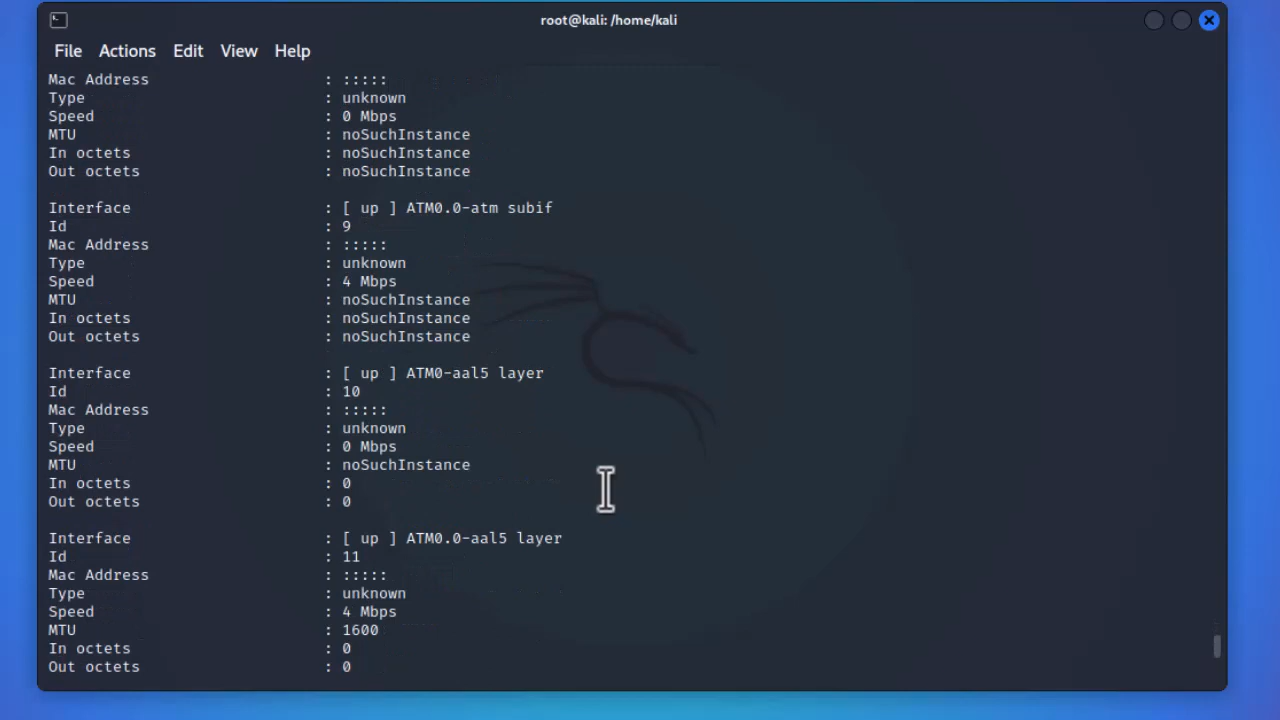 root@kali: /home/kali
File Actions Edit View Help
Mac Address : :::::
Type : unknown
Speed : 0 Mbps
MTU : noSuchInstance
In octets : noSuchInstance
Out octets : noSuchInstance
Interface : [ up ] ATM0.0-atm subif
Id : 9
Mac Address : :::::
Type : unknown
Speed : 4 Mbps
MTU : noSuchInstance
In octets : noSuchInstance
Out octets : noSuchInstance
Interface : [ up ] ATM0-aal5 layer
Id : 10
Mac Address : :::::
Type : unknown
Speed : 0 Mbps
MTU : noSuchInstance
In octets : 0
Out octets : 0
Interface : [ up ] ATM0.0-aal5 layer
Id : 11
Mac Address : :::::
Type : unknown
Speed : 4 Mbps
MTU : 1600
In octets : 0
Out octets : 0